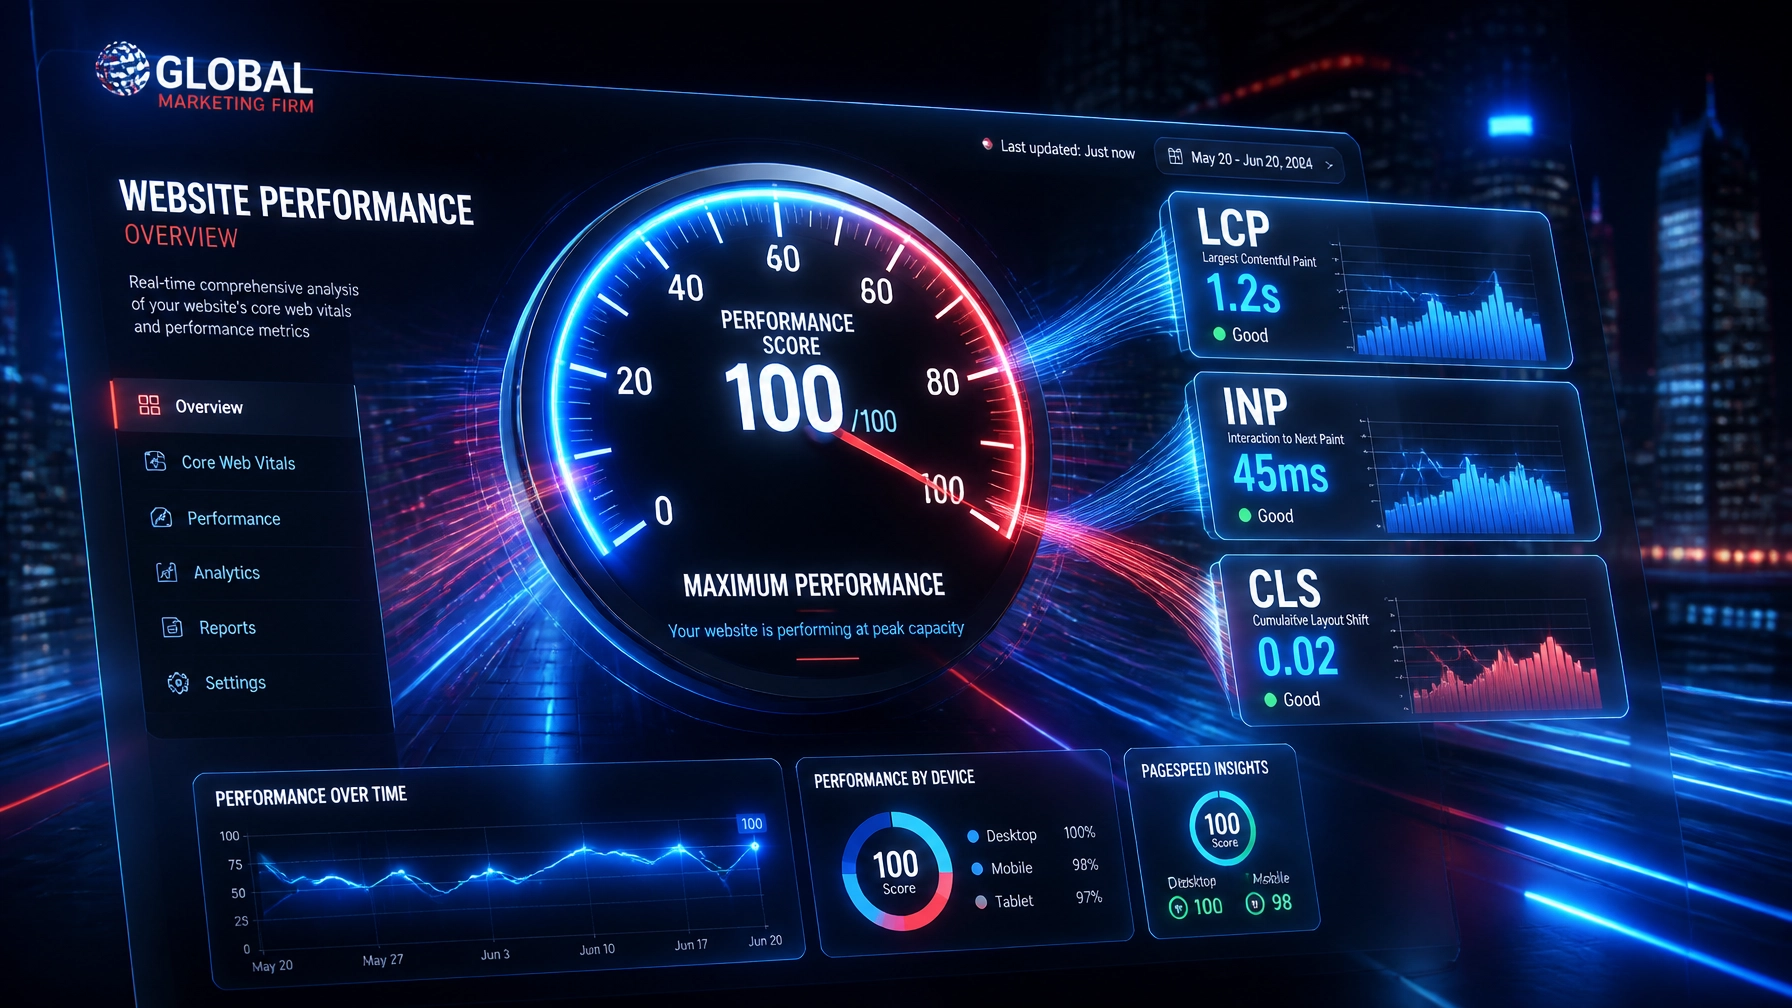 GLOBAL
MARKETING FIRM
Last updated: Just now
May 20 - Jun 20, 2024
WEBSITE PERFORMANCE
OVERVIEW
Real-time comprehensive analysis
of your website's core web vitals
and performance metrics
Overview
Core Web Vitals
Performance
Analytics
Reports
Settings
0
20
40
60
60
80
100
PERFORMANCE
SCORE
100 /100
MAXIMUM PERFORMANCE
Your website is performing at peak capacity
LCP
Largest Contentful Paint
1.2s
Good
INP
Interaction to Next Paint
45ms
Good
CLS
Cumulative Layout Shift
0.02
Good
PERFORMANCE OVER TIME
100
100
75
50
25
0
May 20
May 27
Jun 3
Jun 10
Jun 17
Jun 20
PERFORMANCE BY DEVICE
100
Score
Desktop 100%
Mobile 98%
Tablet 97%
PAGESPEED INSIGHTS
100
Score
100
98